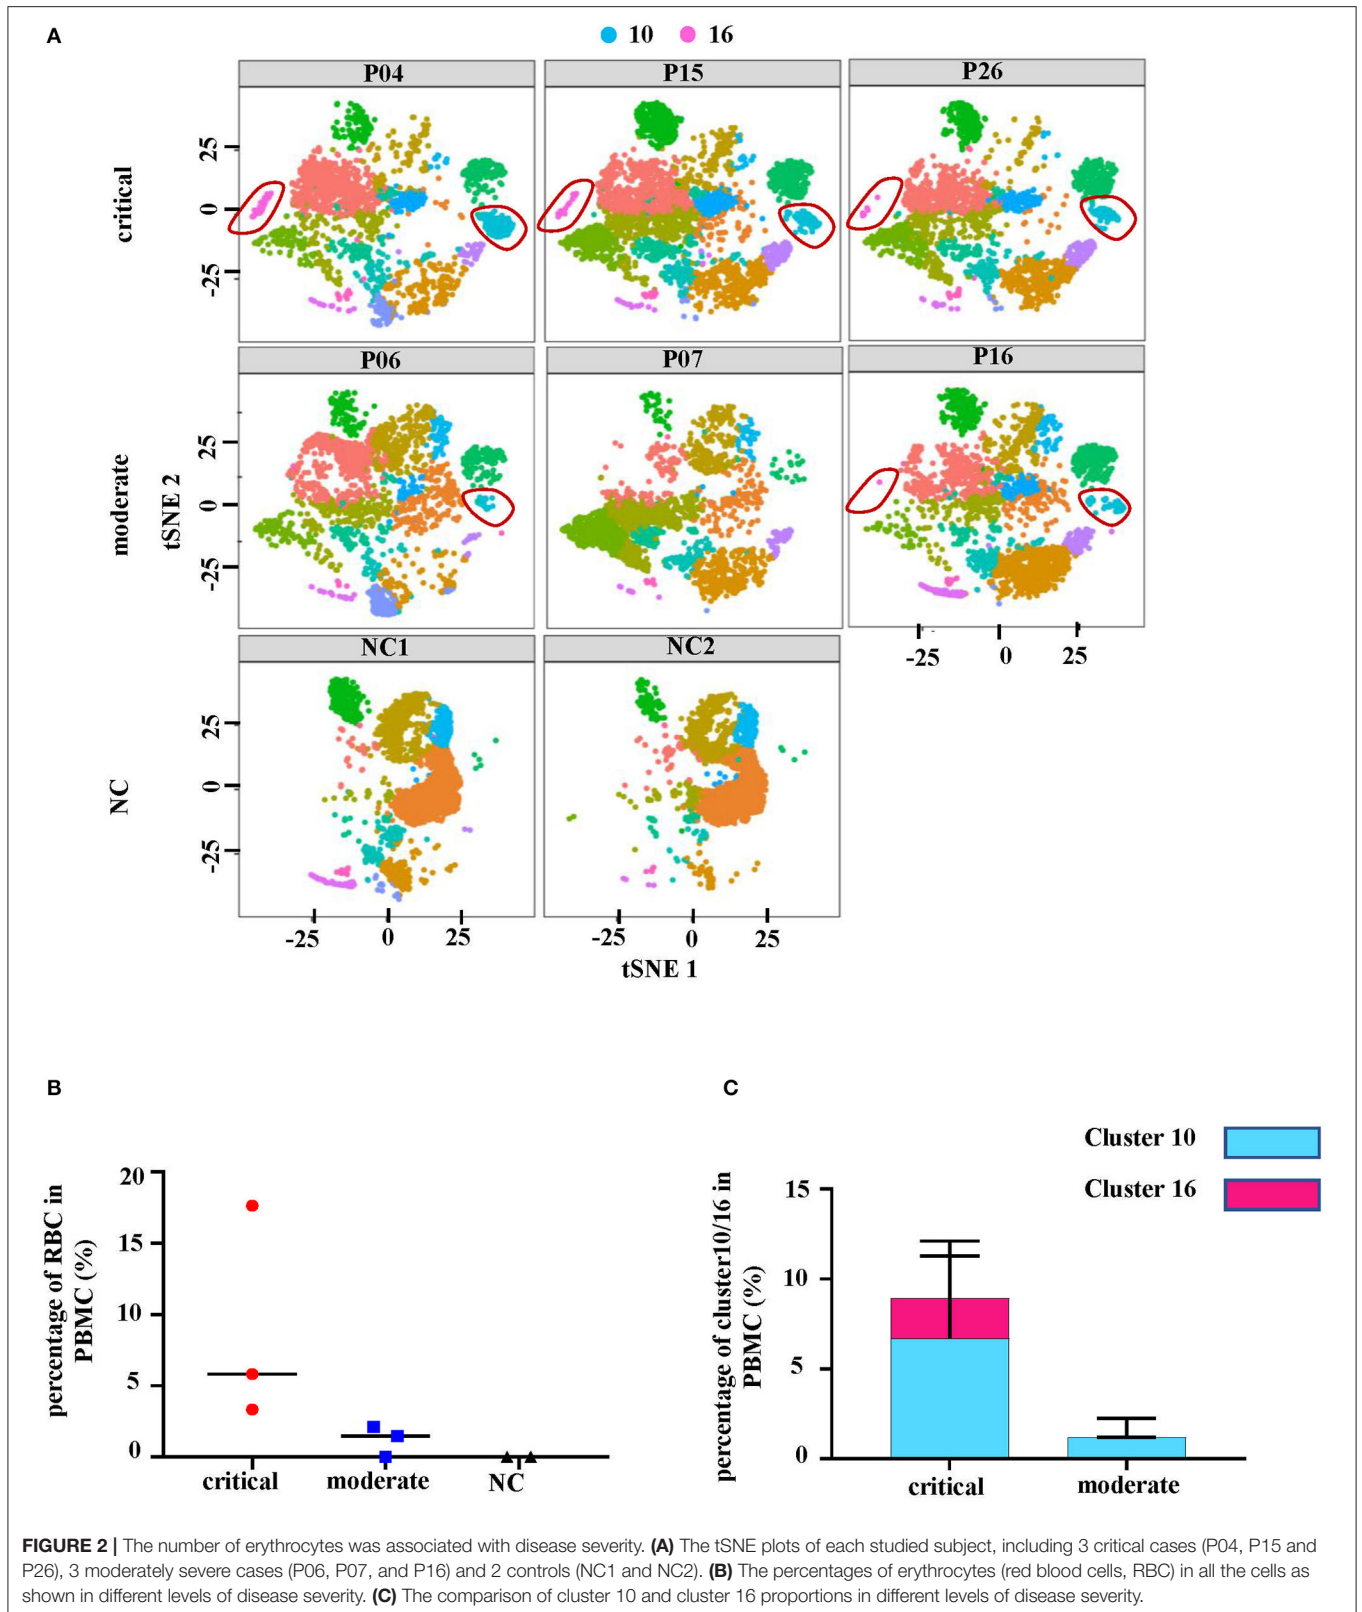 A
10 16
P04 P15 P26
critical
25
0
-25
P06 P07 P16
moderate
tSNE 2
25
0
-25
-25 0 25
NC1 NC2
NC
25
0
-25
-25 0 25
-25 0 25
tSNE 1
B
percentage of RBC in
PBMC (%)
20
15
10
5
0
critical moderate NC
C
Cluster 10
Cluster 16
percentage of cluster10/16 in
PBMC (%)
15
10
5
0
critical moderate
FIGURE 2 | The number of erythrocytes was associated with disease severity. (A) The tSNE plots of each studied subject, including 3 critical cases (P04, P15 and
P26), 3 moderately severe cases (P06, P07, and P16) and 2 controls (NC1 and NC2). (B) The percentages of erythrocytes (red blood cells, RBC) in all the cells as
shown in different levels of disease severity. (C) The comparison of cluster 10 and cluster 16 proportions in different levels of disease severity.